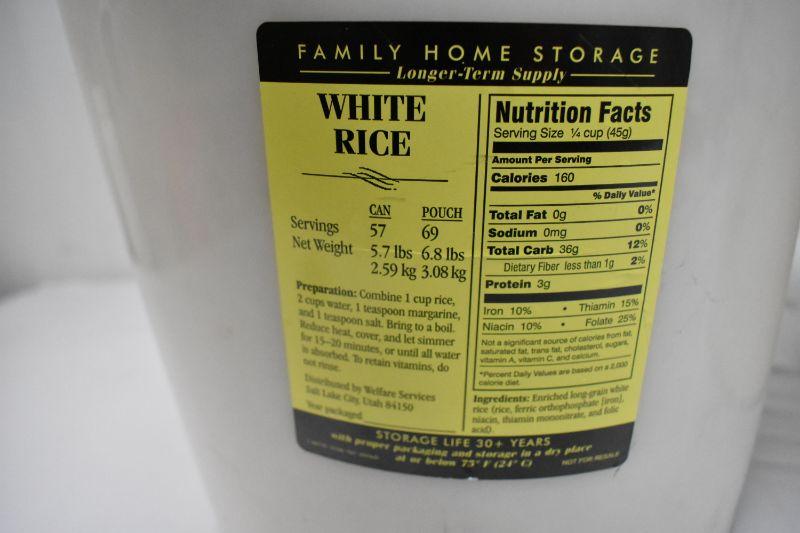 FAMILY HOME STORAGE
Longer-Term Supply
WHITE
RICE
CAN POUCH
Servings 57 69
Net Weight 5.7 lbs 6.8 lbs
2.59 kg 3.08 kg
Preparation: Combine 1 cup rice,
2 cups water, 1 teaspoon margarine,
and 1 teaspoon salt. Bring to a boil.
Reduce heat, cover, and let simmer
for 15–20 minutes, or until all water
is absorbed. To retain vitamins, do
not rinse.
Distributed by Welfare Services
Salt Lake City, Utah 84150
Year packaged
Nutrition Facts
Serving Size ¼ cup (45g)
Amount Per Serving
Calories 160
% Daily Value*
Total Fat 0g 0%
Sodium 0mg 0%
Total Carb 36g 12%
Dietary Fiber less than 1g 2%
Protein 3g
Iron 10% • Thiamin 15%
Niacin 10% • Folate 25%
Not a significant source of calories from fat,
saturated fat, trans fat, cholesterol, sugars,
vitamin A, vitamin C, and calcium.
*Percent Daily Values are based on a 2,000
calorie diet.
Ingredients: Enriched long-grain white
rice (rice, ferric orthophosphate [iron],
niacin, thiamin mononitrate, and folic
acid).
STORAGE LIFE 30+ YEARS
with proper packaging and storage in a dry place
at or below 75° F (24° C)
NOT FOR RESALE